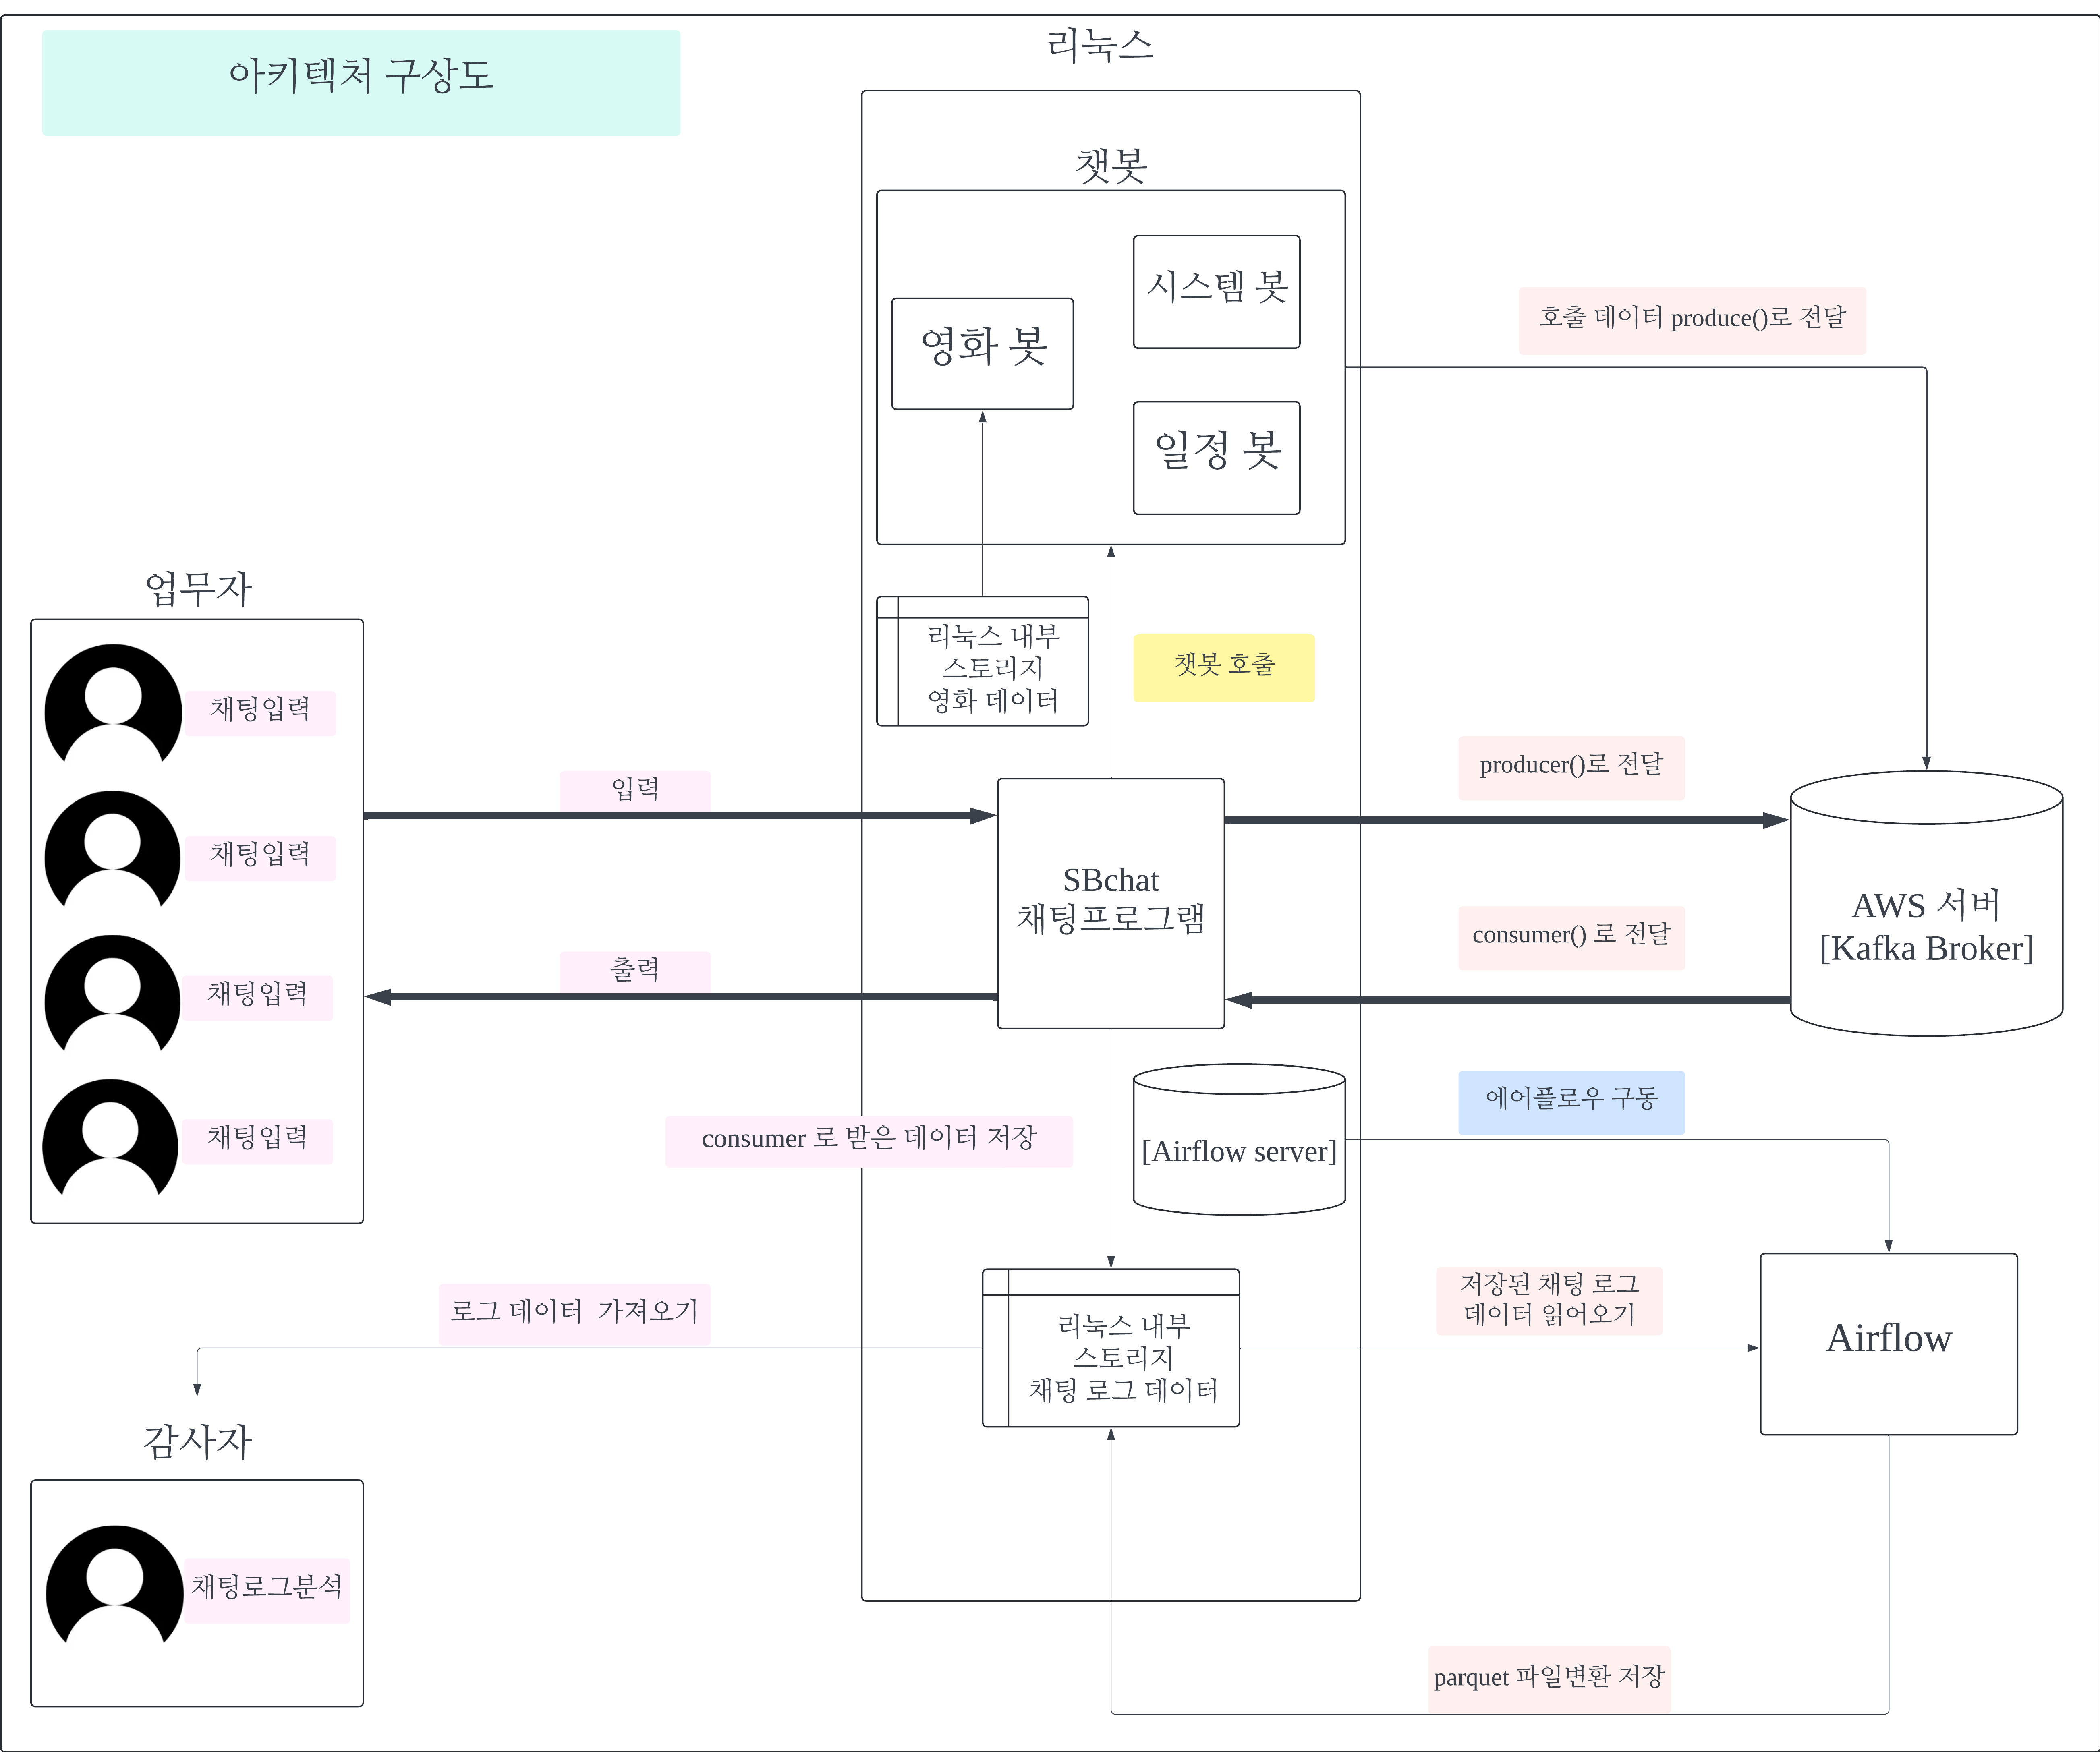 아키텍처 구상도
리눅스
챗봇
영화 봇
시스템 봇
일정 봇
호출 데이터 produce()로 전달
업무자
채팅입력
채팅입력
채팅입력
채팅입력
리눅스 내부
스토리지
영화 데이터
챗봇 호출
입력
출력
SBchat
채팅프로그램
producer()로 전달
consumer() 로 전달
AWS 서버
[Kafka Broker]
consumer 로 받은 데이터 저장
[Airflow server]
에어플로우 구동
로그 데이터  가져오기
리눅스 내부
스토리지
채팅 로그 데이터
저장된 채팅 로그
데이터 읽어오기
Airflow
감사자
채팅로그분석
parquet 파일변환 저장